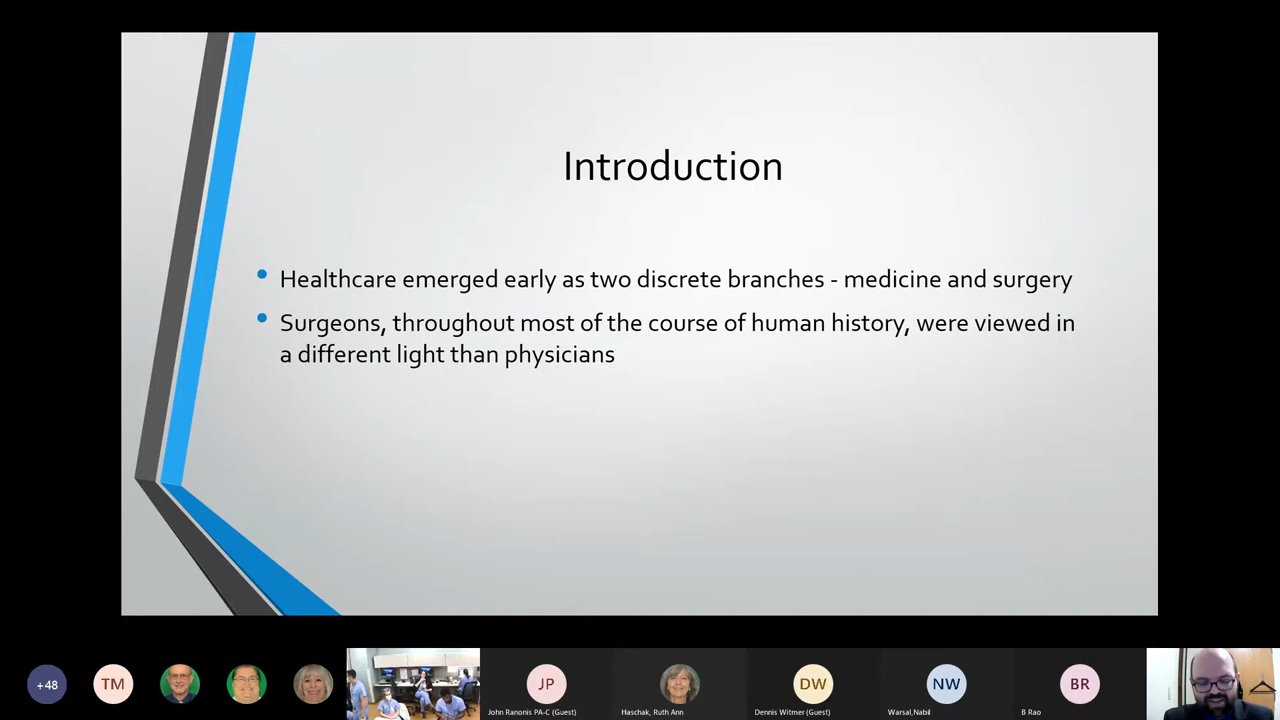 Introduction
• Healthcare emerged early as two discrete branches - medicine and surgery
• Surgeons, throughout most of the course of human history, were viewed in
a different light than physicians
+48
TM
JP
John Ranonis PA-C (Guest)
Haschak, Ruth Ann
DW
Dennis Witmer (Guest)
NW
Warsal,Nabil
BR
B Rao